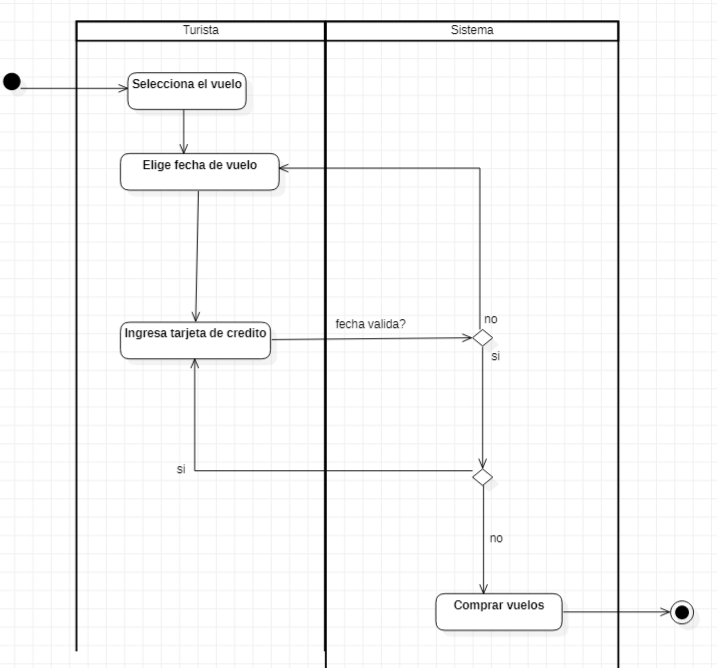 Turista
Sistema
Selecciona el vuelo
Elige fecha de vuelo
Ingresa tarjeta de credito
fecha valida?
no
si
si
no
Comprar vuelos